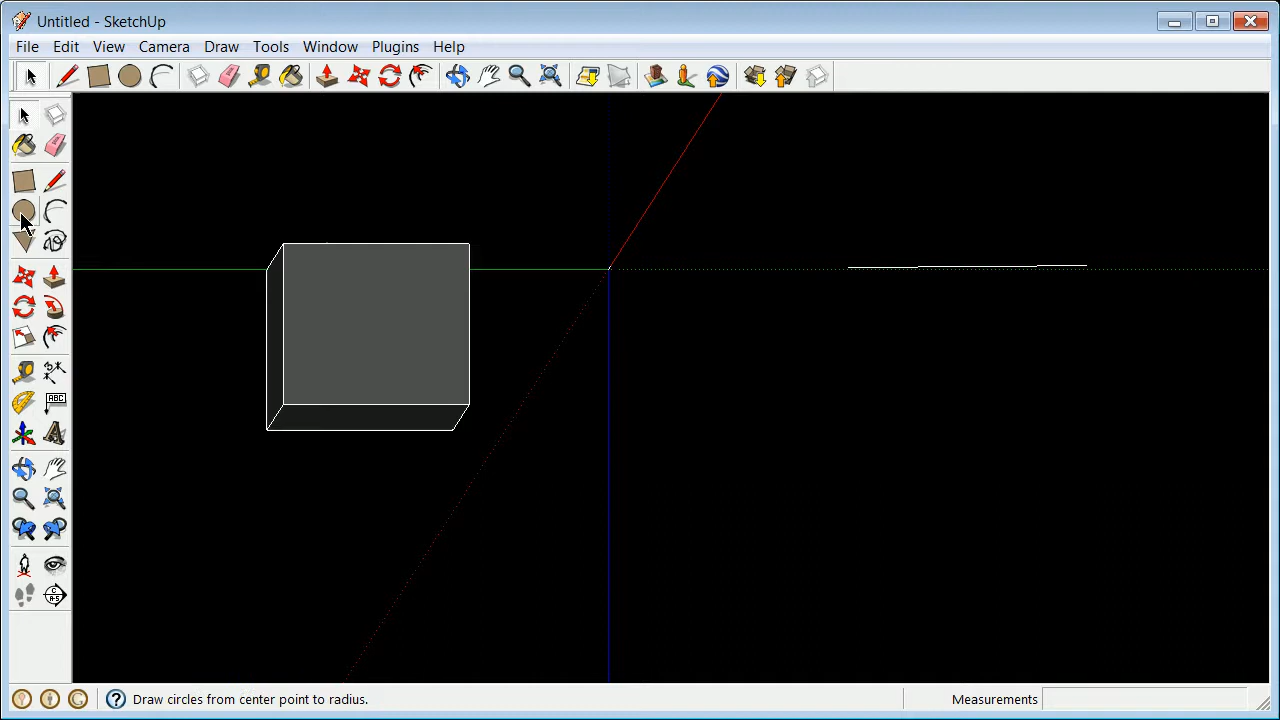 Untitled - SketchUp
File Edit View Camera Draw Tools Window Plugins Help
ABC
A
Draw circles from center point to radius.
Measurements